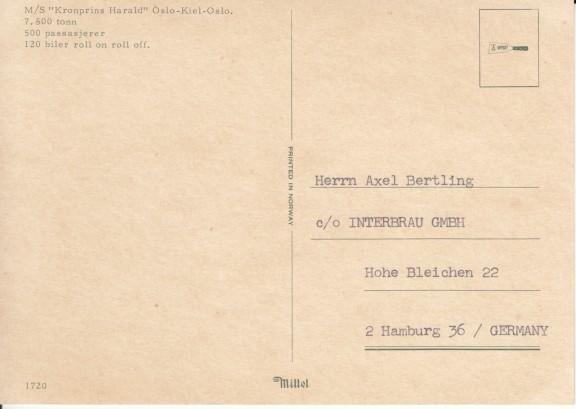 M/S "Kronprins Harald" Oslo-Kiel-Oslo.
7,500 tonn
500 passasjerer
120 biler roll on roll off.
PRINTED IN NORWAY
Herrn Axel Bertling
c/o INTERBRAU GMBH
Hohe Bleichen 22
2 Hamburg 36 / GERMANY
1720
Mittet